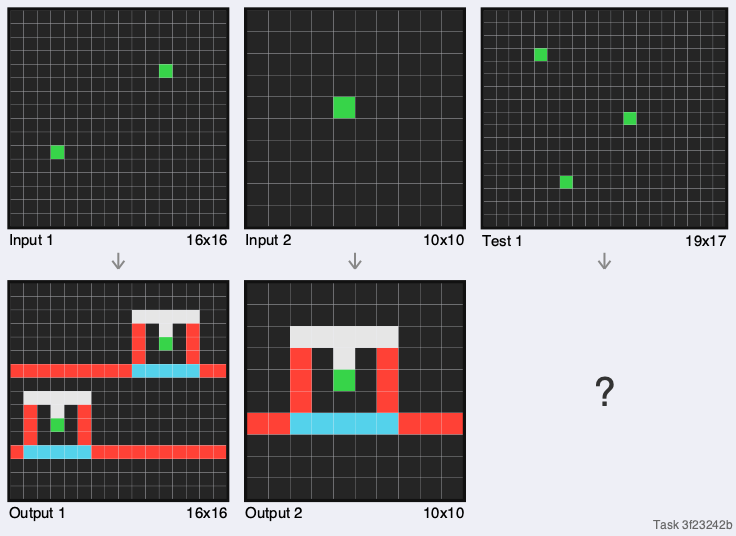 Input 1 16x16
Input 2 10x10
Test 1 19x17
Output 1 16x16
Output 2 10x10
?
Task 3f23242b